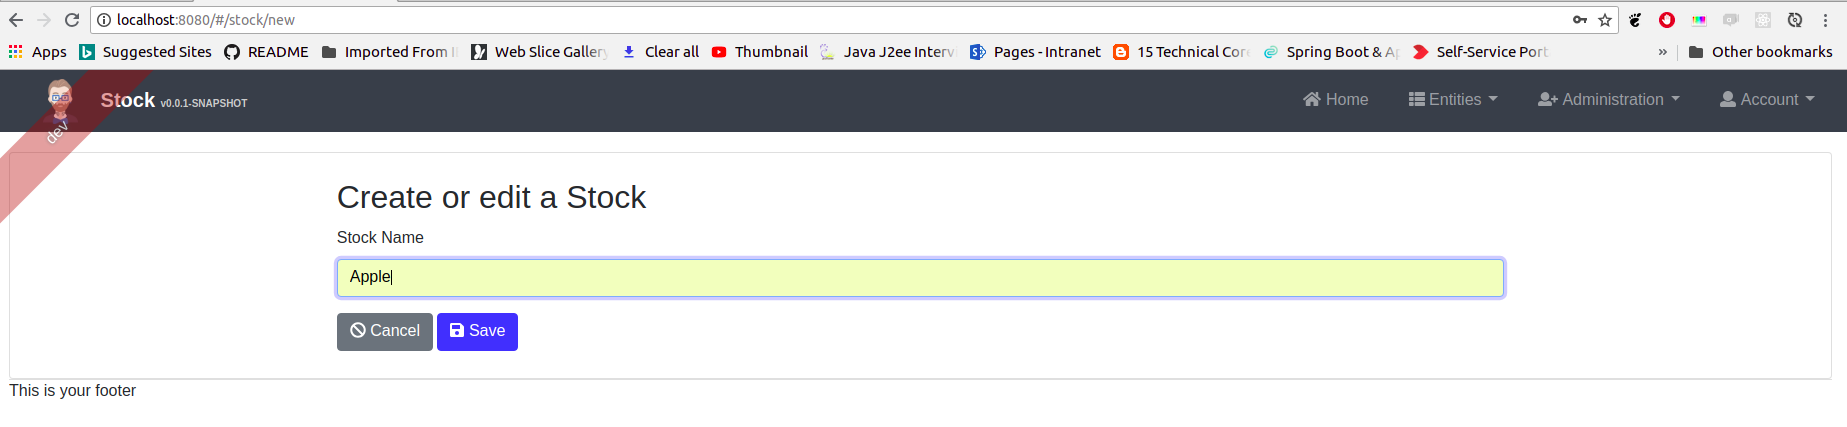 localhost:8080/#/stock/new
Apps Suggested Sites README Imported From Web Slice Gallery Clear all Thumbnail Java J2ee Interv Pages - Intranet 15 Technical Core Spring Boot & A Self-Service Port » Other bookmarks
Stock v0.0.1-SNAPSHOT Home Entities Administration Account
dev
Create or edit a Stock
Stock Name
Apple
Cancel Save
This is your footer